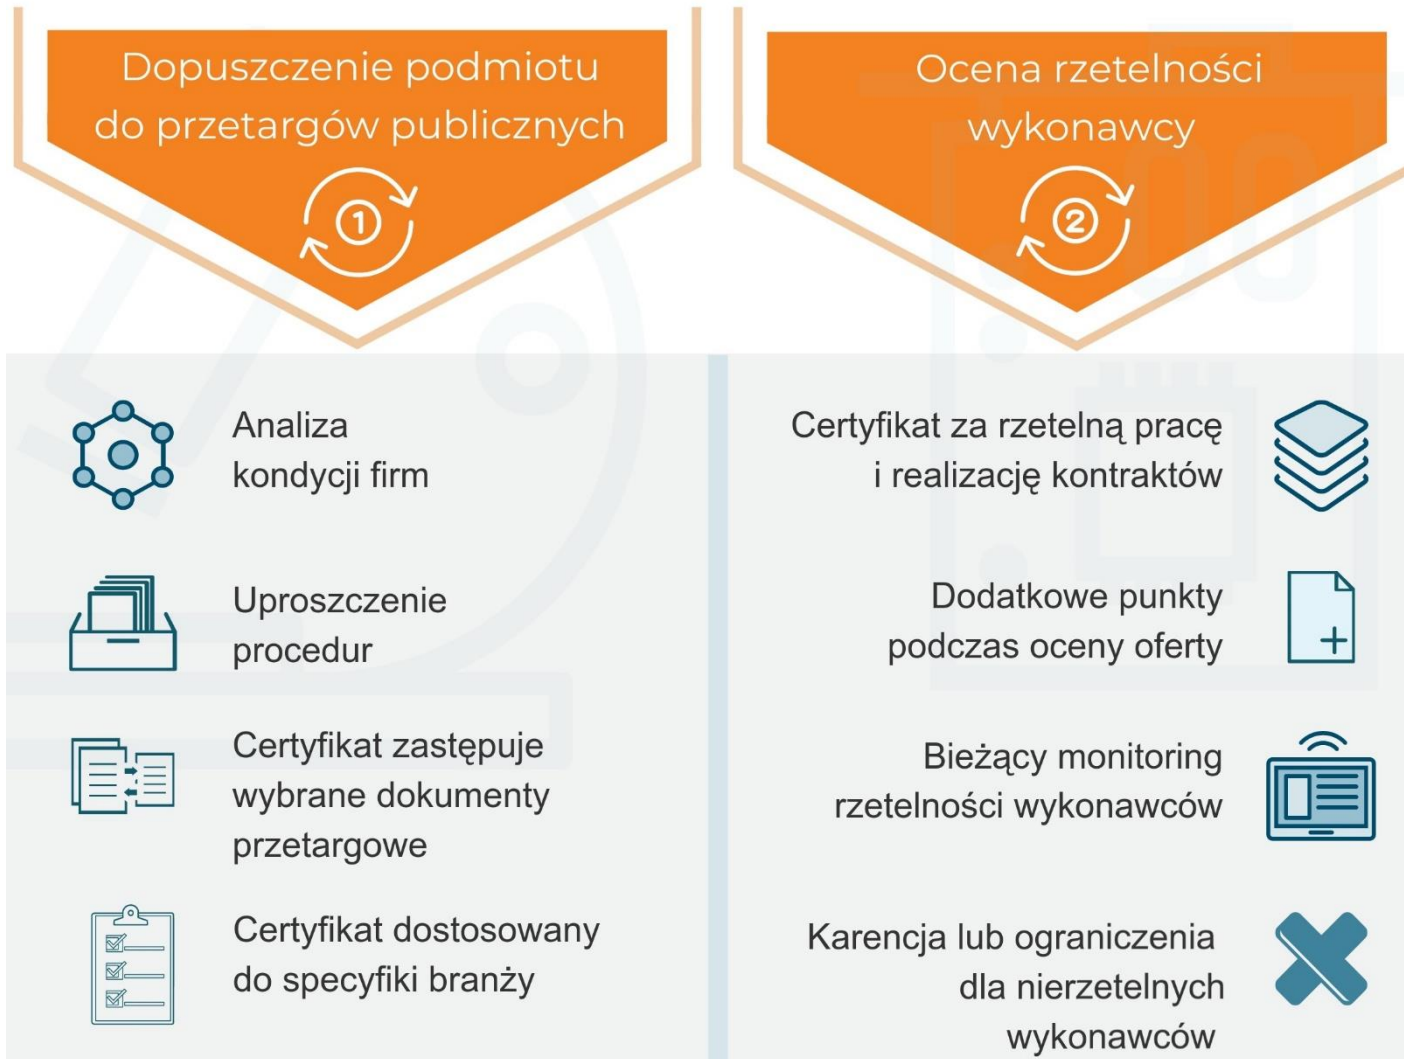 Dopuszczenie podmiotu
do przetargów publicznych
1
Analiza
kondycji firm
Uproszczenie
procedur
Certyfikat zastępuje
wybrane dokumenty
przetargowe
Certyfikat dostosowany
do specyfiki branży
Ocena rzetelności
wykonawcy
2
Certyfikat za rzetelną pracę
i realizację kontraktów
Dodatkowe punkty
podczas oceny oferty
Bieżący monitoring
rzetelności wykonawców
Karencja lub ograniczenia
dla nierzetelnych
wykonawców